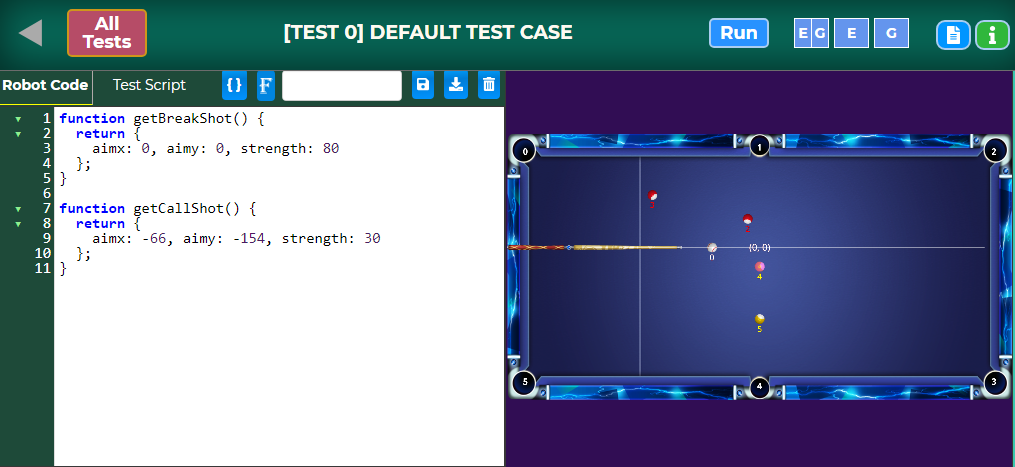 All
Tests
[TEST 0] DEFAULT TEST CASE
Run
E G
E
G
Robot Code
Test Script
{}
F
1 function getBreakShot() {
2 return {
3 aimx: 0, aimy: 0, strength: 80
4 };
5 }
6
7 function getCallShot() {
8 return {
9 aimx: -66, aimy: -154, strength: 30
10 };
11 }
0
1
2
(0, 0)
0
4
5
5
4
3